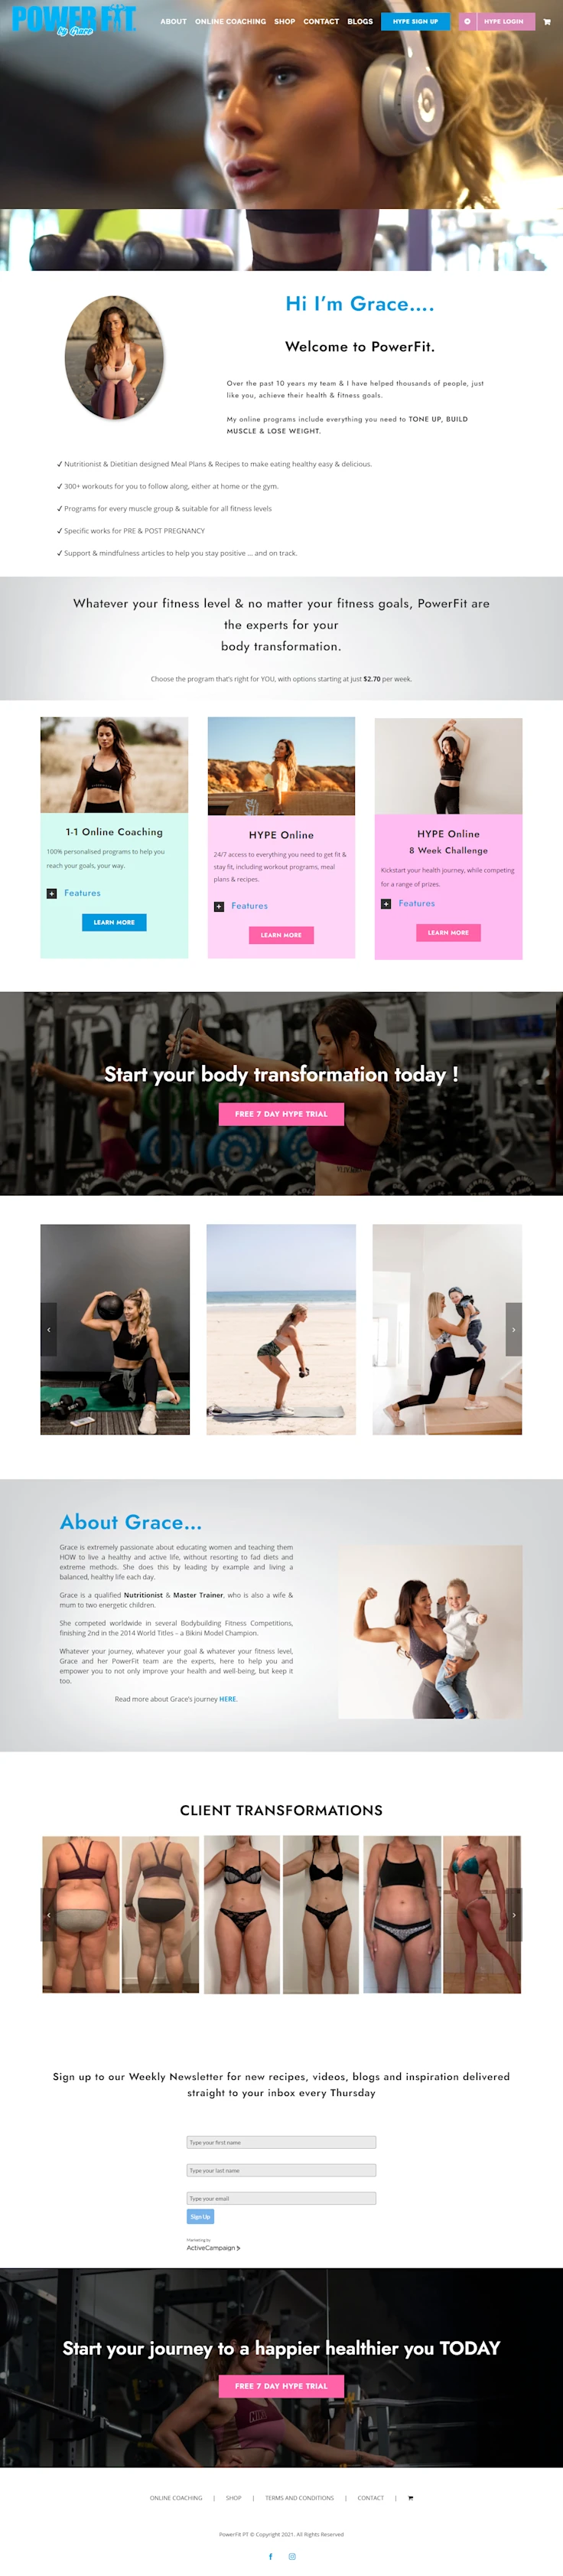 POWER FIT
by Grace
ABOUT ONLINE COACHING SHOP CONTACT BLOGS HYPE SIGN UP HYPE LOGIN
Hi I'm Grace....
Welcome to PowerFit.
Over the past 10 years my team & I have helped thousands of people, just
like you, achieve their health & fitness goals.
My online programs include everything you need to TONE UP, BUILD
MUSCLE & LOSE WEIGHT.
✓ Nutritionist & Dietitian designed Meal Plans & Recipes to make eating healthy easy & delicious.
✓ 300+ workouts for you to follow along, either at home or the gym.
✓ Programs for every muscle group & suitable for all fitness levels
✓ Specific works for PRE & POST PREGNANCY
✓ Support & mindfulness articles to help you stay positive ... and on track.
Whatever your fitness level & no matter your fitness goals, PowerFit are
the experts for your
body transformation.
Choose the program that's right for YOU, with options starting at just $2.70 per week.
1-1 Online Coaching
100% personalised programs to help you
reach your goals, your way.
Features
LEARN MORE
HYPE Online
24/7 access to everything you need to get fit &
stay fit, including workout programs, meal
plans & recipes.
Features
LEARN MORE
HYPE Online
8 Week Challenge
Kickstart your health journey, while competing
for a range of prizes.
Features
LEARN MORE
Start your body transformation today !
FREE 7 DAY HYPE TRIAL
About Grace...
Grace is extremely passionate about educating women and teaching them
HOW to live a healthy and active life, without resorting to fad diets and
extreme methods. She does this by leading by example and living a
balanced, healthy life each day.
Grace is a qualified Nutritionist & Master Trainer, who is also a wife &
mum to two energetic children.
She competed worldwide in several Bodybuilding Fitness Competitions,
finishing 2nd in the 2014 World Titles – a Bikini Model Champion.
Whatever your journey, whatever your goal & whatever your fitness level,
Grace and her PowerFit team are the experts, here to help you and
empower you to not only improve your health and well-being, but keep it
too.
Read more about Grace's journey HERE.
CLIENT TRANSFORMATIONS
Sign up to our Weekly Newsletter for new recipes, videos, blogs and inspiration delivered
straight to your inbox every Thursday
Type your first name
Type your last name
Type your email
Sign Up
Marketing by
ActiveCampaign >
Start your journey to a happier healthier you TODAY
FREE 7 DAY HYPE TRIAL
ONLINE COACHING | SHOP | TERMS AND CONDITIONS | CONTACT |
PowerFit PT © Copyright 2021. All Rights Reserved